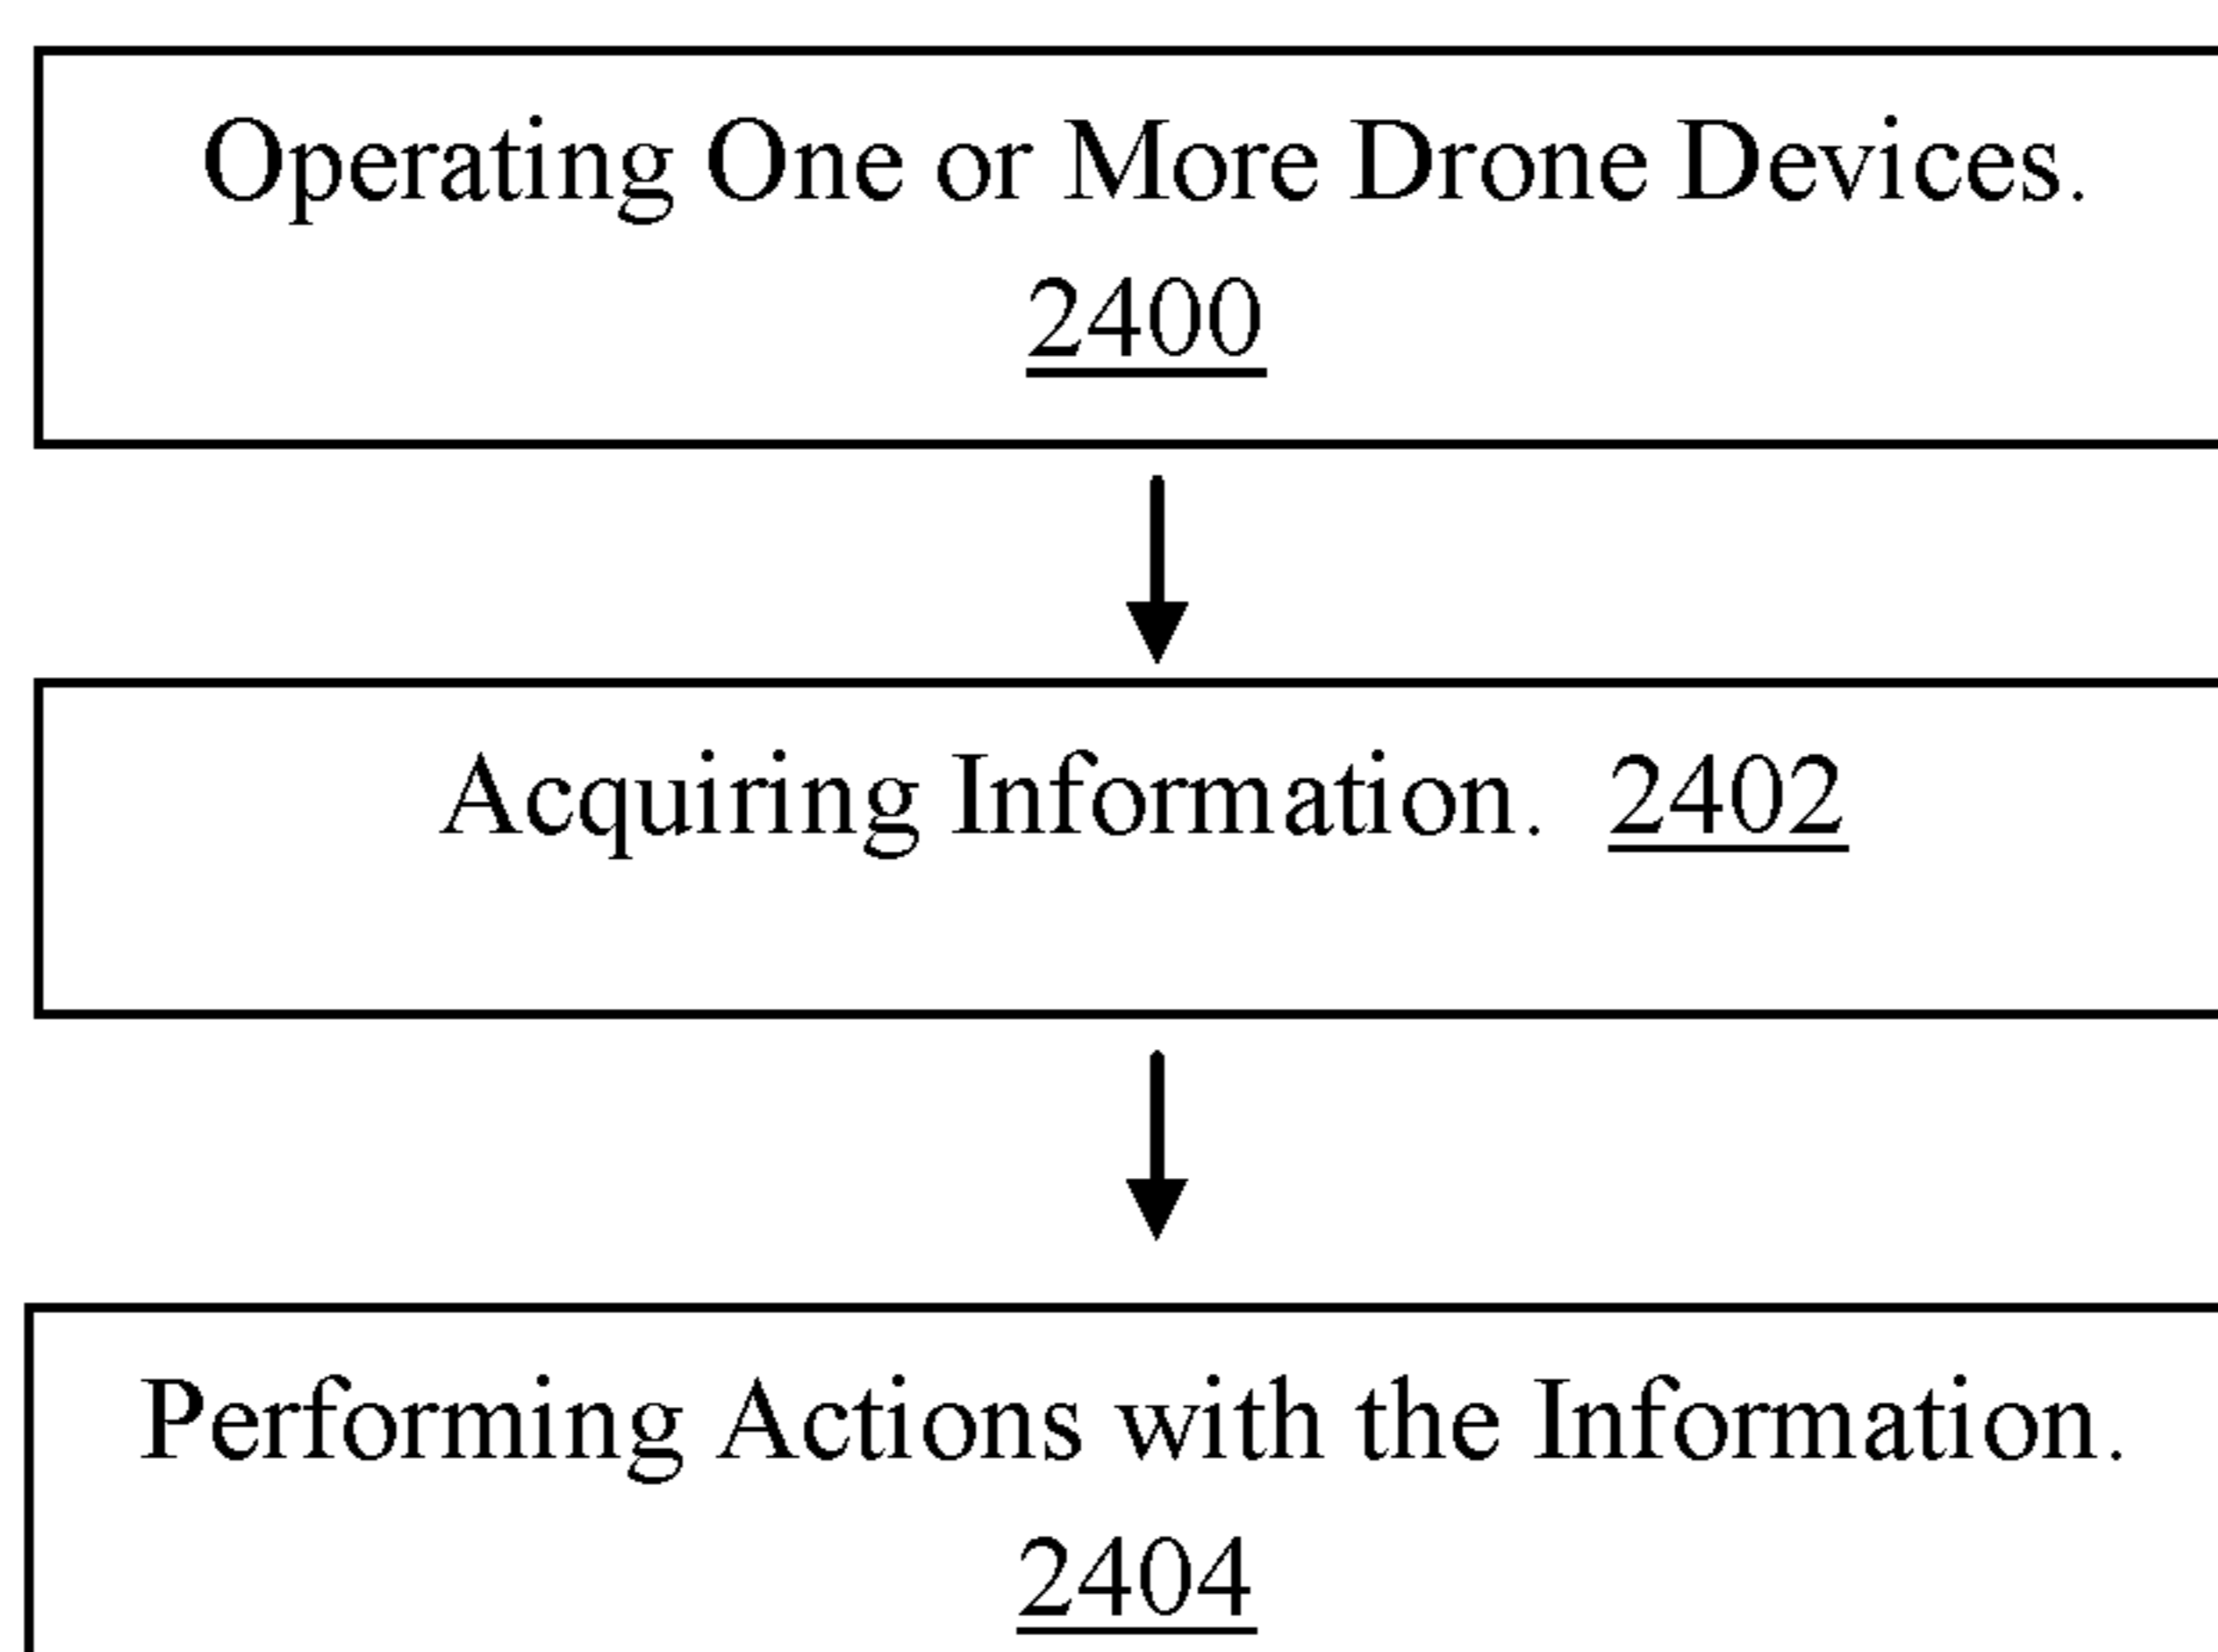 Operating One or More Drone Devices.
2400
Acquiring Information. 2402
Performing Actions with the Information.
2404